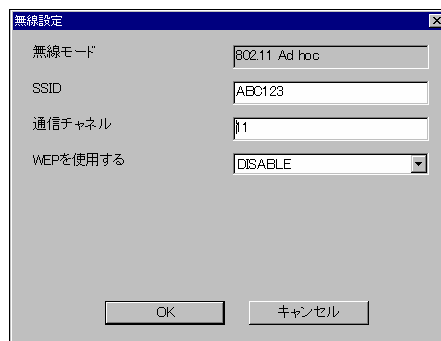 無線設定
無線モード 802.11 Ad hoc
SSID ABC123
通信チャネル 11
WEPを使用する DISABLE
OK キャンセル